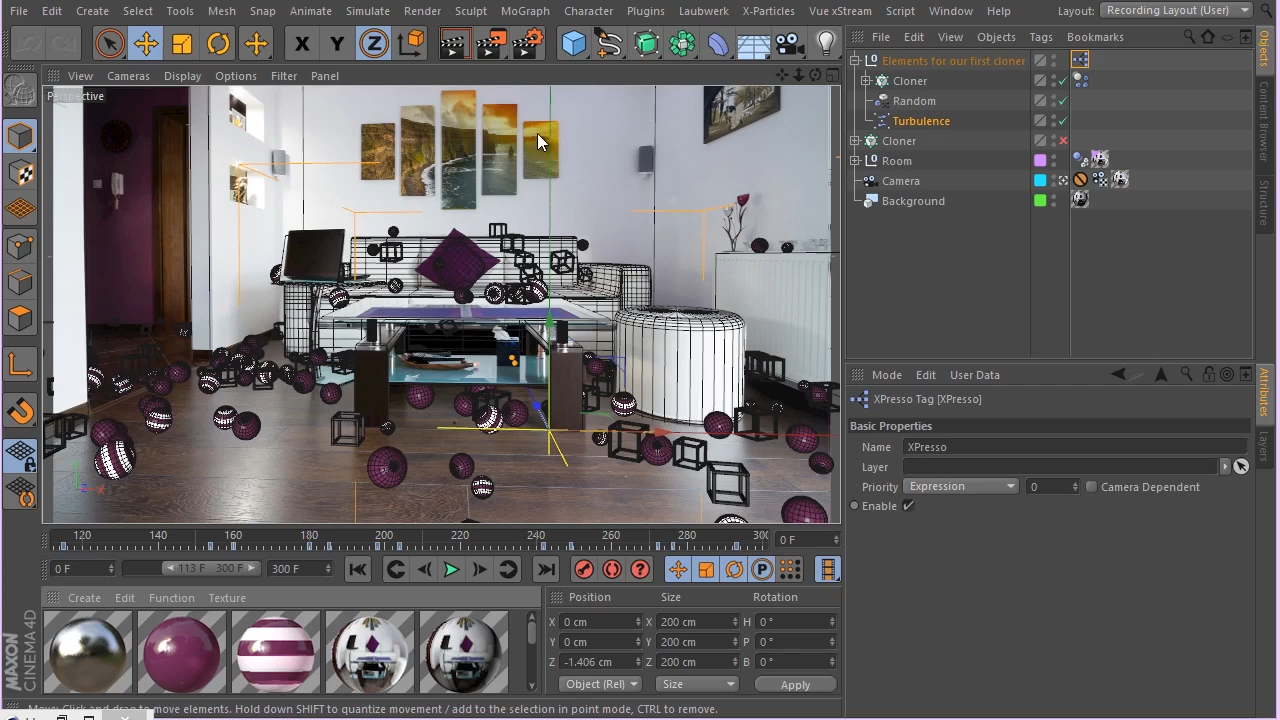 File Edit Create Select Tools Mesh Snap Animate Simulate Render Sculpt MoGraph Character Plugins Laubwerk X-Particles Vue xStream Script Window Help Layout: Recording Layout (User)
X Y Z
File Edit View Objects Tags Bookmarks
View Cameras Display Options Filter Panel
Perspective
Elements for our first cloner
Cloner
Random
Turbulence
Cloner
Room
Camera
Background
Objects
Content Browser
Structure
Mode Edit User Data
XPresso Tag [XPresso]
Basic Properties
Name XPresso
Layer
Priority Expression 0 Camera Dependent
Enable
Attributes
Layers
120 140 160 180 200 220 240 260 280 300 0 F
0 F 113 F 300 F 300 F
Create Edit Function Texture
Position Size Rotation
X 0 cm X 200 cm H 0 °
Y 0 cm Y 200 cm P 0 °
Z -1.406 cm Z 200 cm B 0 °
Object (Rel) Size Apply
MAXON CINEMA 4D
Move: Click and drag to move elements. Hold down SHIFT to quantize movement / add to the selection in point mode, CTRL to remove.